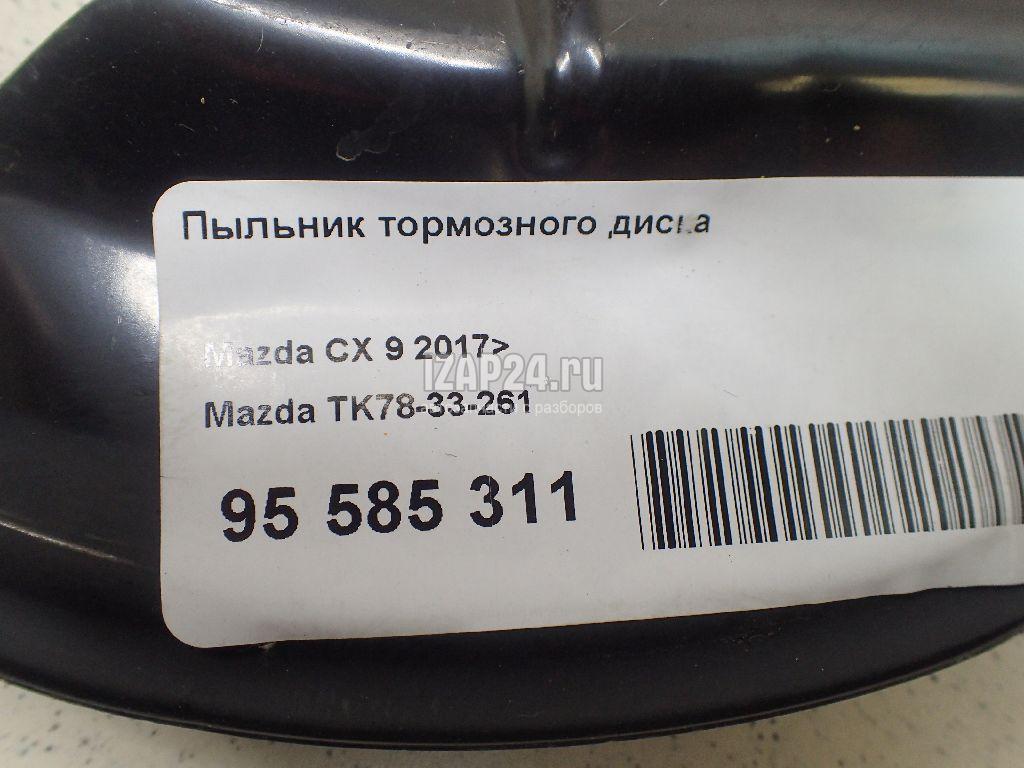 Пыльник тормозного диска
Mazda CX 9 2017>
IZAP24.ru
Mazda TK78-33-261
с разборов
95 585 311